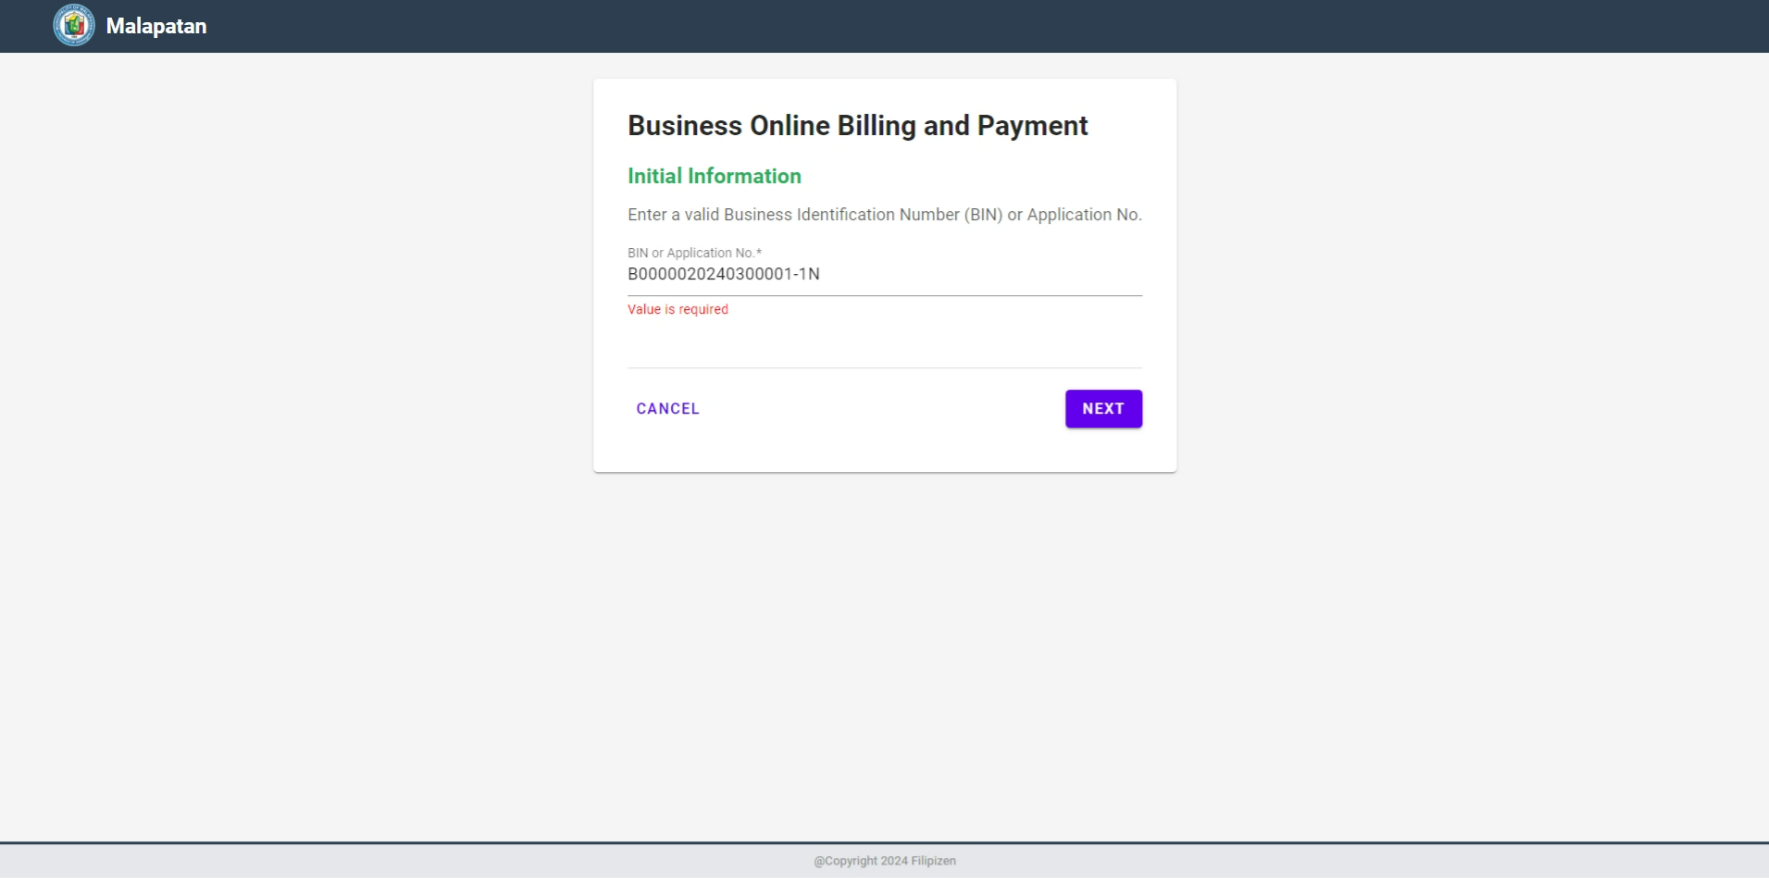 Malapatan
Business Online Billing and Payment
Initial Information
Enter a valid Business Identification Number (BIN) or Application No.
BIN or Application No.*
B0000020240300001-1N
Value is required
CANCEL
NEXT
@Copyright 2024 Filipizen